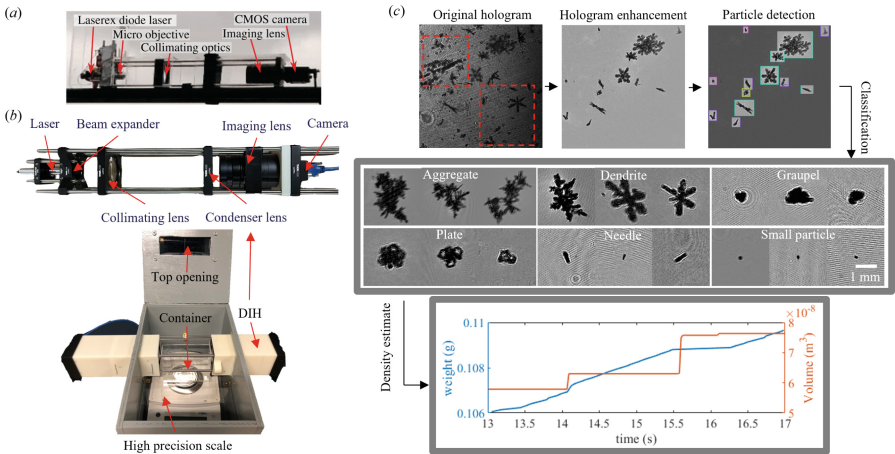 (a)
Laserex diode laser
Micro objective
Collimating optics
CMOS camera
Imaging lens
(b)
Laser
Beam expander
Imaging lens
Camera
Collimating lens
Condenser lens
Top opening
DIH
Container
High precision scale
(c)
Original hologram
Hologram enhancement
Particle detection
Classification
Aggregate
Dendrite
Graupel
Plate
Needle
Small particle
1 mm
Density estimate
weight (g)
0.11
0.108
0.106
×10⁻⁸
8
7
6
5
Volume (m³)
13
13.5
14
14.5
15
15.5
16
16.5
17
time (s)